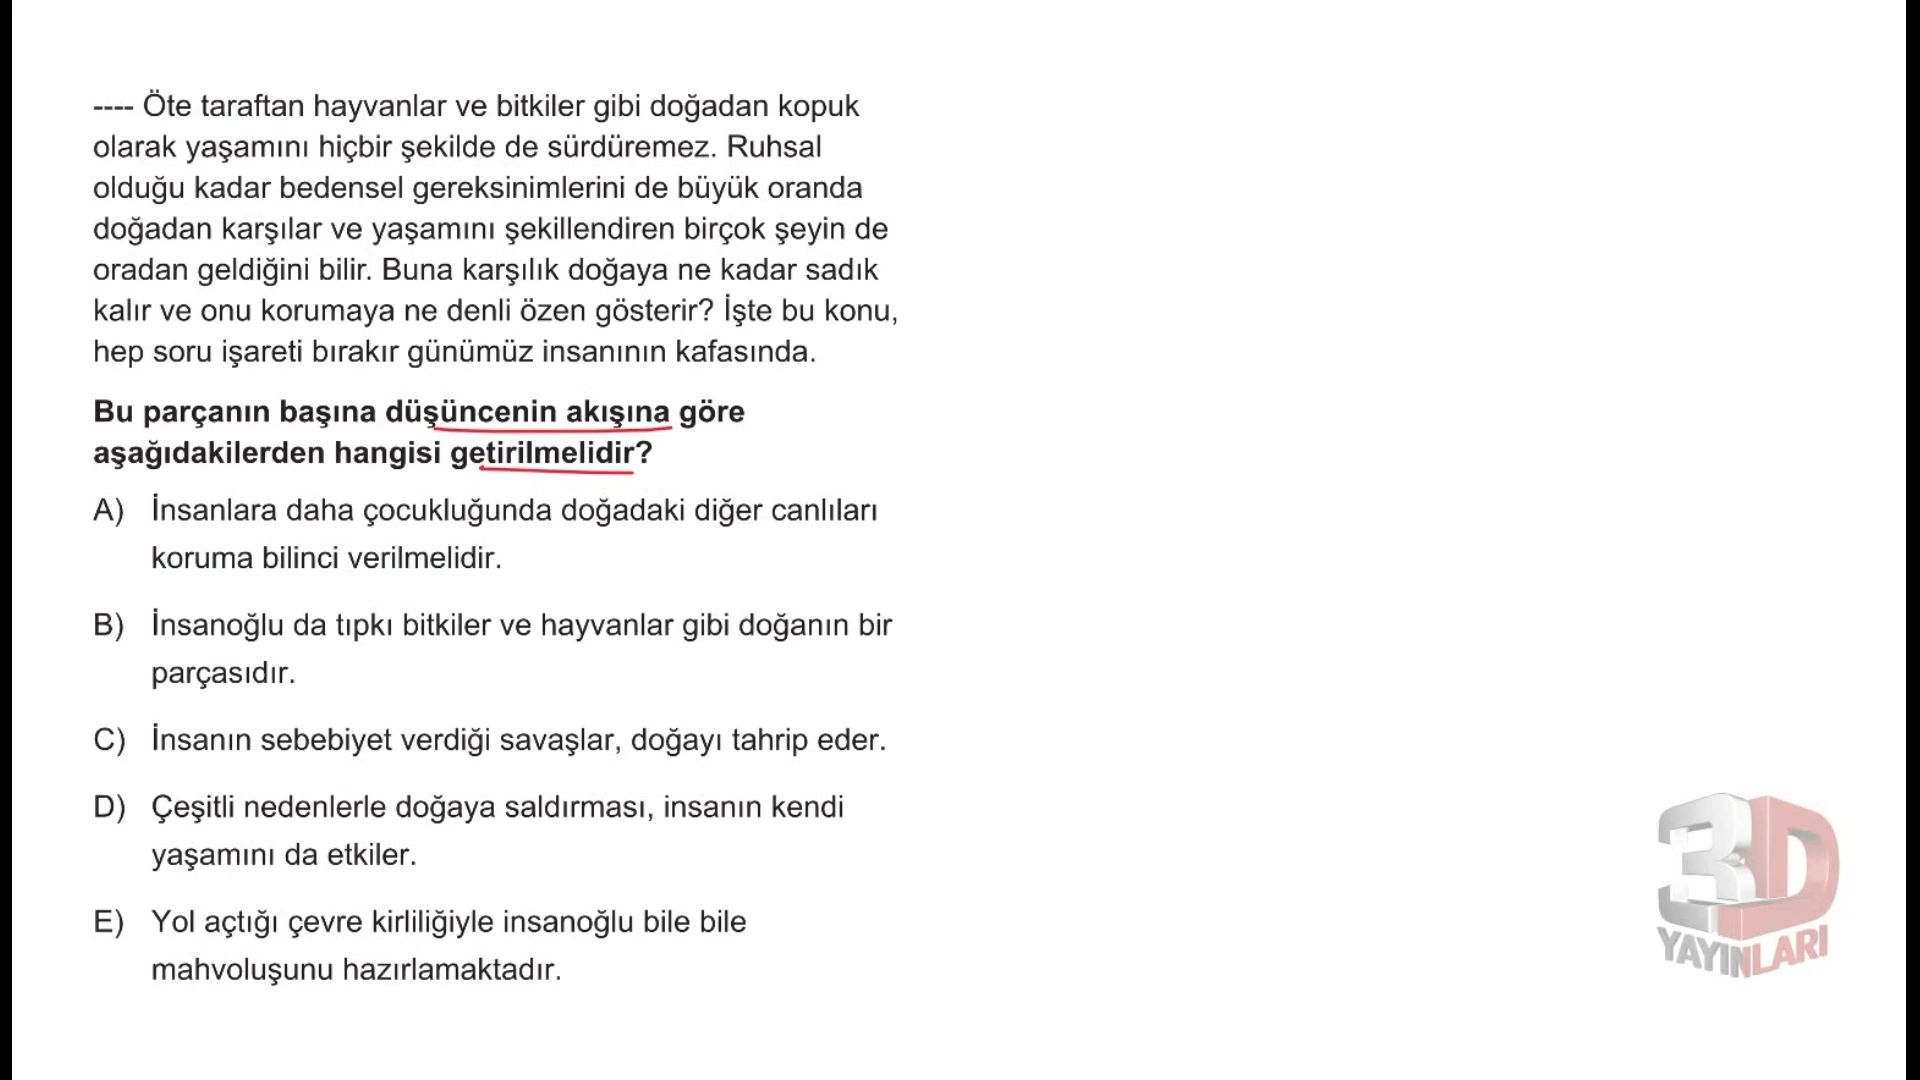 ---- Öte taraftan hayvanlar ve bitkiler gibi doğadan kopuk
olarak yaşamını hiçbir şekilde de sürdüremez. Ruhsal
olduğu kadar bedensel gereksinimlerini de büyük oranda
doğadan karşılar ve yaşamını şekillendiren birçok şeyin de
oradan geldiğini bilir. Buna karşılık doğaya ne kadar sadık
kalır ve onu korumaya ne denli özen gösterir? İşte bu konu,
hep soru işareti bırakır günümüz insanının kafasında.
Bu parçanın başına düşüncenin akışına göre
aşağıdakilerden hangisi getirilmelidir?
A) İnsanlara daha çocukluğunda doğadaki diğer canlıları
koruma bilinci verilmelidir.
B) İnsanoğlu da tıpkı bitkiler ve hayvanlar gibi doğanın bir
parçasıdır.
C) İnsanın sebebiyet verdiği savaşlar, doğayı tahrip eder.
D) Çeşitli nedenlerle doğaya saldırması, insanın kendi
yaşamını da etkiler.
E) Yol açtığı çevre kirliliğiyle insanoğlu bile bile
mahvoluşunu hazırlamaktadır.
3D
YAYINLARI